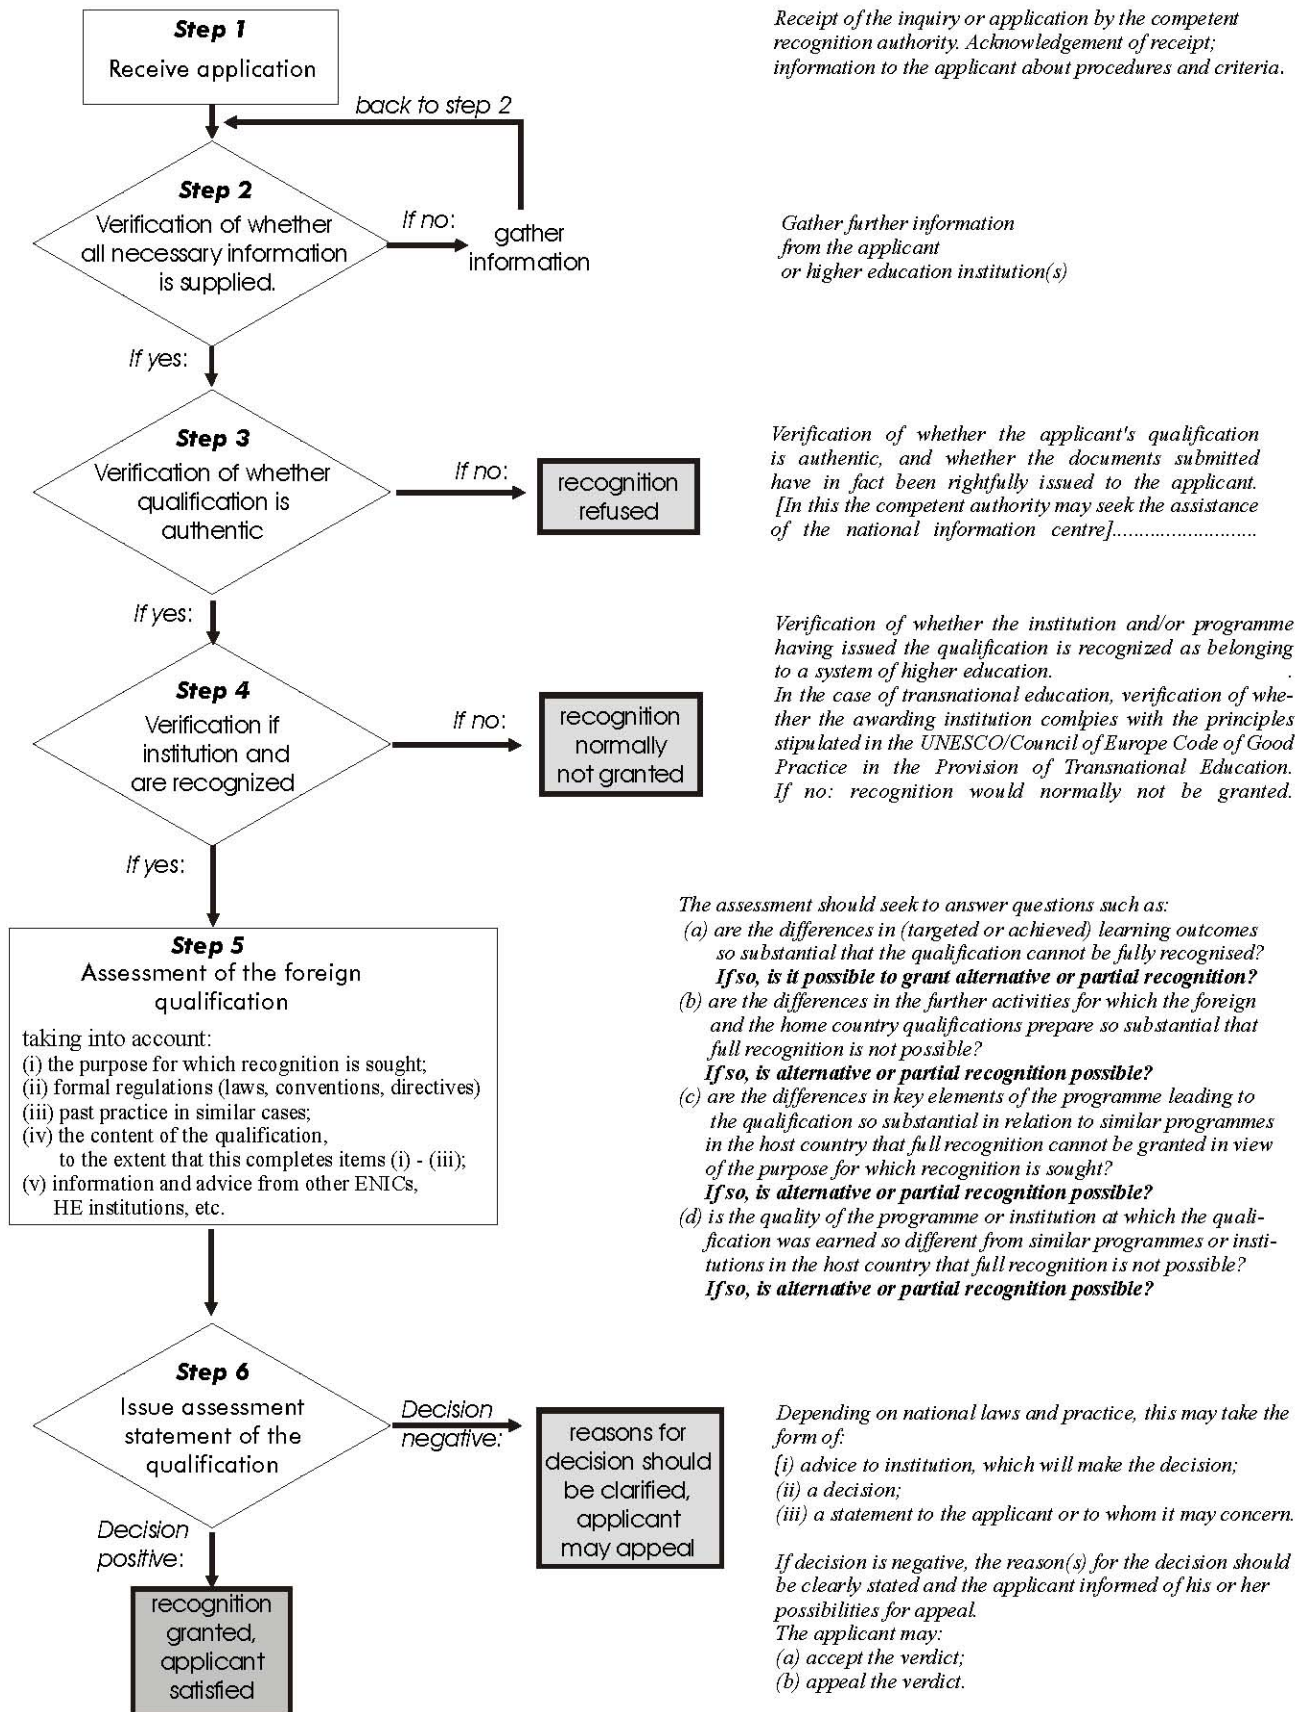 Step 1
Receive application
Receipt of the inquiry or application by the competent
recognition authority. Acknowledgement of receipt;
information to the applicant about procedures and criteria.
back to step 2
Step 2
Verification of whether
all necessary information
is supplied.
If no:
gather
information
Gather further information
from the applicant
or higher education institution(s)
If yes:
Step 3
Verification of whether
qualification is
authentic
If no:
recognition
refused
Verification of whether the applicant's qualification
is authentic, and whether the documents submitted
have in fact been rightfully issued to the applicant.
[In this the competent authority may seek the assistance
of the national information centre]...........................
If yes:
Step 4
Verification if
institution and
are recognized
If no:
recognition
normally
not granted
Verification of whether the institution and/or programme
having issued the qualification is recognized as belonging
to a system of higher education. .
In the case of transnational education, verification of whe-
ther the awarding institution comlpies with the principles
stipulated in the UNESCO/Council of Europe Code of Good
Practice in the Provision of Transnational Education.
If no: recognition would normally not be granted.
If yes:
Step 5
Assessment of the foreign
qualification
taking into account:
(i) the purpose for which recognition is sought;
(ii) formal regulations (laws, conventions, directives)
(iii) past practice in similar cases;
(iv) the content of the qualification,
to the extent that this completes items (i) - (iii);
(v) information and advice from other ENICs,
HE institutions, etc.
The assessment should seek to answer questions such as:
(a) are the differences in (targeted or achieved) learning outcomes
so substantial that the qualification cannot be fully recognised?
If so, is it possible to grant alternative or partial recognition?
(b) are the differences in the further activities for which the foreign
and the home country qualifications prepare so substantial that
full recognition is not possible?
If so, is alternative or partial recognition possible?
(c) are the differences in key elements of the programme leading to
the qualification so substantial in relation to similar programmes
in the host country that full recognition cannot be granted in view
of the purpose for which recognition is sought?
If so, is alternative or partial recognition possible?
(d) is the quality of the programme or institution at which the quali-
fication was earned so different from similar programmes or insti-
tutions in the host country that full recognition is not possible?
If so, is alternative or partial recognition possible?
Step 6
Issue assessment
statement of the
qualification
Decision
negative:
reasons for
decision should
be clarified,
applicant
may appeal
Depending on national laws and practice, this may take the
form of:
[i) advice to institution, which will make the decision;
(ii) a decision;
(iii) a statement to the applicant or to whom it may concern.
If decision is negative, the reason(s) for the decision should
be clearly stated and the applicant informed of his or her
possibilities for appeal.
The applicant may:
(a) accept the verdict;
(b) appeal the verdict.
Decision
positive:
recognition
granted,
applicant
satisfied